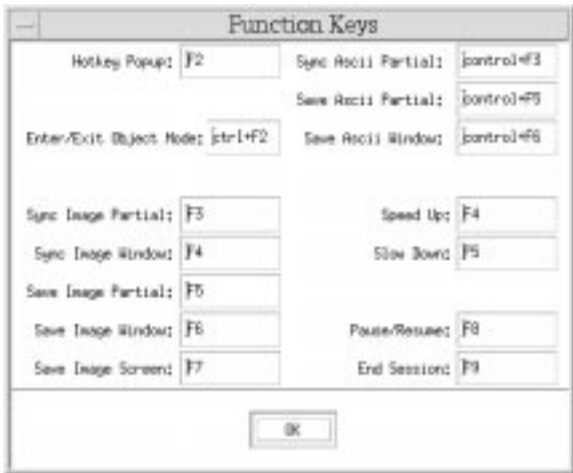 Function Keys
Hotkey Popup: F2 Sync Ascii Partial: control+F3
Save Ascii Partial: control+F5
Enter/Exit Object Mode: ctrl+F2 Save Ascii Window: control+F6
Sync Image Partial: F3 Speed Up: F4
Sync Image Window: F4 Slow Down: F5
Save Image Partial: F5
Save Image Window: F6 Pause/Resume: F8
Save Image Screen: F7 End Session: F9
OK